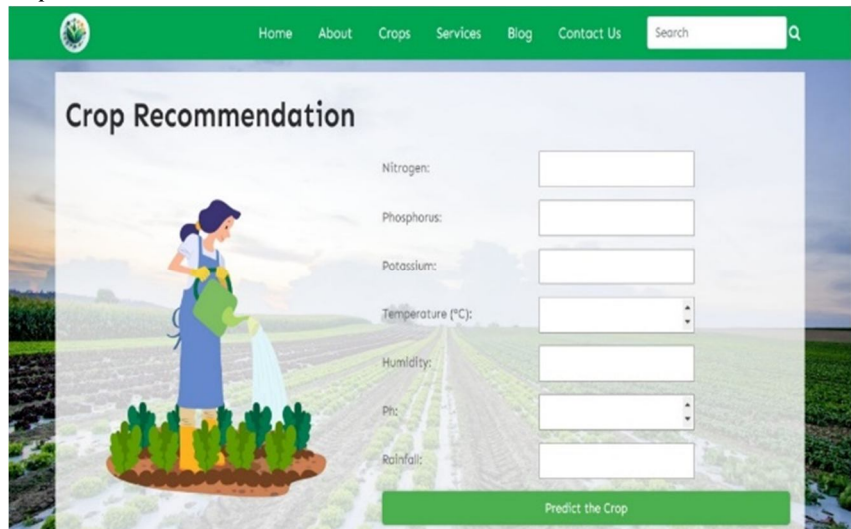 Home About Crops Services Blog Contact Us Search
Crop Recommendation
Nitrogen:
Phosphorus:
Potassium:
Temperature (°C):
Humidity:
Ph:
Rainfall:
Predict the Crop